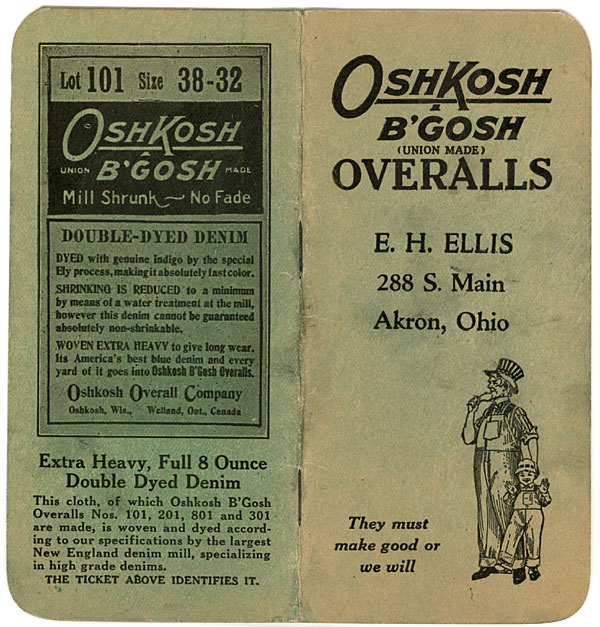 Lot 101 Size 38-32
OSHKOSH
UNION B'GOSH MADE
Mill Shrunk No Fade
DOUBLE-DYED DENIM
DYED with genuine indigo by the special
Ely process, making it absolutely fast color.
SHRINKING IS REDUCED to a minimum
by means of a water treatment at the mill,
however this denim cannot be guaranteed
absolutely non-shrinkable.
WOVEN EXTRA HEAVY to give long wear.
Its America's best blue denim and every
yard of it goes into Oshkosh B'Gosh Overalls.
Oshkosh Overall Company
Oshkosh, Wis., Welland, Ont., Canada
Extra Heavy, Full 8 Ounce
Double Dyed Denim
This cloth, of which Oshkosh B'Gosh
Overalls Nos. 101, 201, 801 and 301
are made, is woven and dyed accord-
ing to our specifications by the largest
New England denim mill, specializing
in high grade denims.
THE TICKET ABOVE IDENTIFIES IT.
OSHKOSH
B'GOSH
(UNION MADE)
OVERALLS
E. H. ELLIS
288 S. Main
Akron, Ohio
They must
make good or
we will